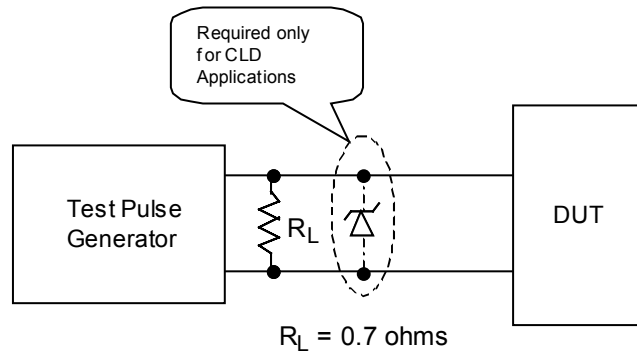 Required only
for CLD
Applications
Test Pulse
Generator
RL
DUT
RL = 0.7 ohms